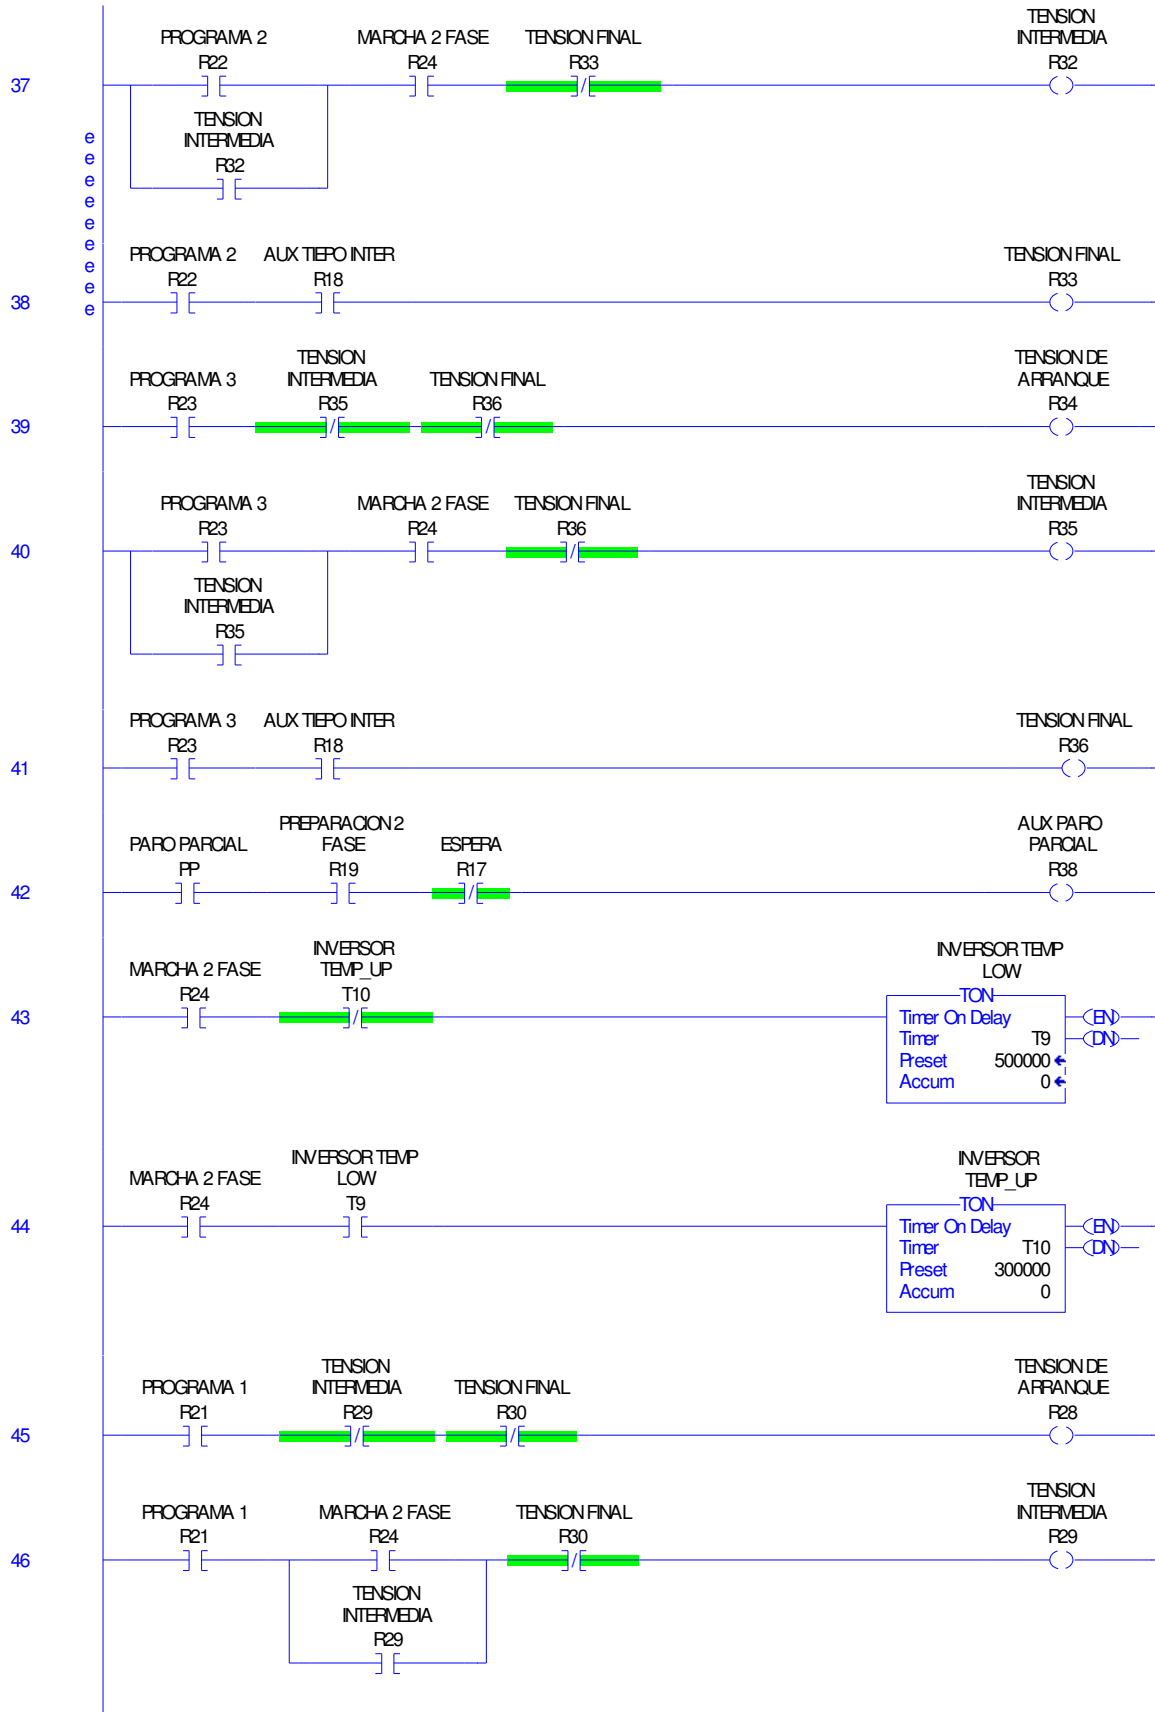 PROGRAMA 2 MARCHA 2 FASE TENSION FINAL TENSION INTERMEDIA
R22 R24 R33 R32
37
TENSION
INTERMEDIA
R32
e
e
e
e
e
e
e
e
e
PROGRAMA 2 AUX TIEPO INTER TENSION FINAL
R22 R18 R33
38
PROGRAMA 3 TENSION INTERMEDIA TENSION FINAL TENSION DE ARRANQUE
R23 R35 R36 R34
39
PROGRAMA 3 MARCHA 2 FASE TENSION FINAL TENSION INTERMEDIA
R23 R24 R36 R35
40
TENSION
INTERMEDIA
R35
PROGRAMA 3 AUX TIEPO INTER TENSION FINAL
R23 R18 R36
41
PARO PARCIAL PREPARACION 2 FASE ESPERA AUX PARO PARCIAL
PP R19 R17 R38
42
MARCHA 2 FASE INVERSOR TEMP_UP INVERSOR TEMP LOW
R24 T10
43
TON
Timer On Delay EN
Timer T9 DN
Preset 500000
Accum 0
MARCHA 2 FASE INVERSOR TEMP LOW INVERSOR TEMP_UP
R24 T9
44
TON
Timer On Delay EN
Timer T10 DN
Preset 300000
Accum 0
PROGRAMA 1 TENSION INTERMEDIA TENSION FINAL TENSION DE ARRANQUE
R21 R29 R30 R28
45
PROGRAMA 1 MARCHA 2 FASE TENSION FINAL TENSION INTERMEDIA
R21 R24 R30 R29
46
TENSION
INTERMEDIA
R29